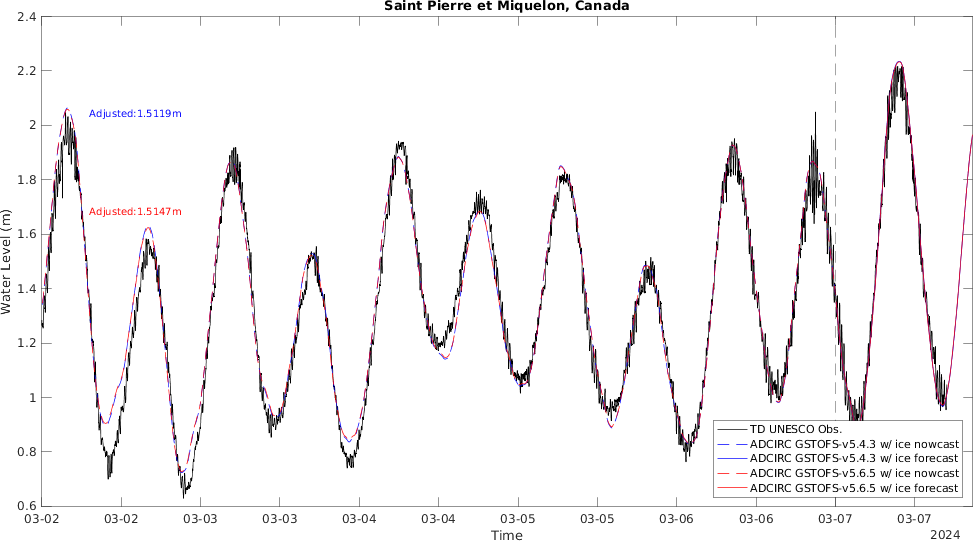 Saint Pierre et Miquelon, Canada
2.4
2.2
2
1.8
1.6
1.4
1.2
1
0.8
0.6
Water Level (m)
Adjusted:1.5119m
Adjusted:1.5147m
TD UNESCO Obs.
ADCIRC GSTOFS-v5.4.3 w/ ice nowcast
ADCIRC GSTOFS-v5.4.3 w/ ice forecast
ADCIRC GSTOFS-v5.6.5 w/ ice nowcast
ADCIRC GSTOFS-v5.6.5 w/ ice forecast
03-02 03-02 03-03 03-03 03-04 03-04 03-05 03-05 03-06 03-06 03-07 03-07
Time
2024